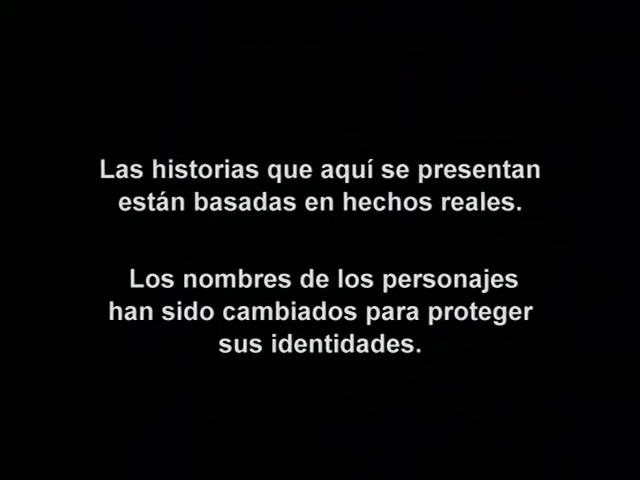 Las historias que aquí se presentan
están basadas en hechos reales.
Los nombres de los personajes
han sido cambiados para proteger
sus identidades.